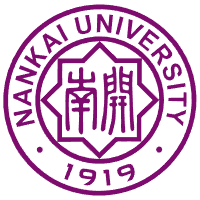 NANKAI UNIVERSITY
南開
· 1919 ·